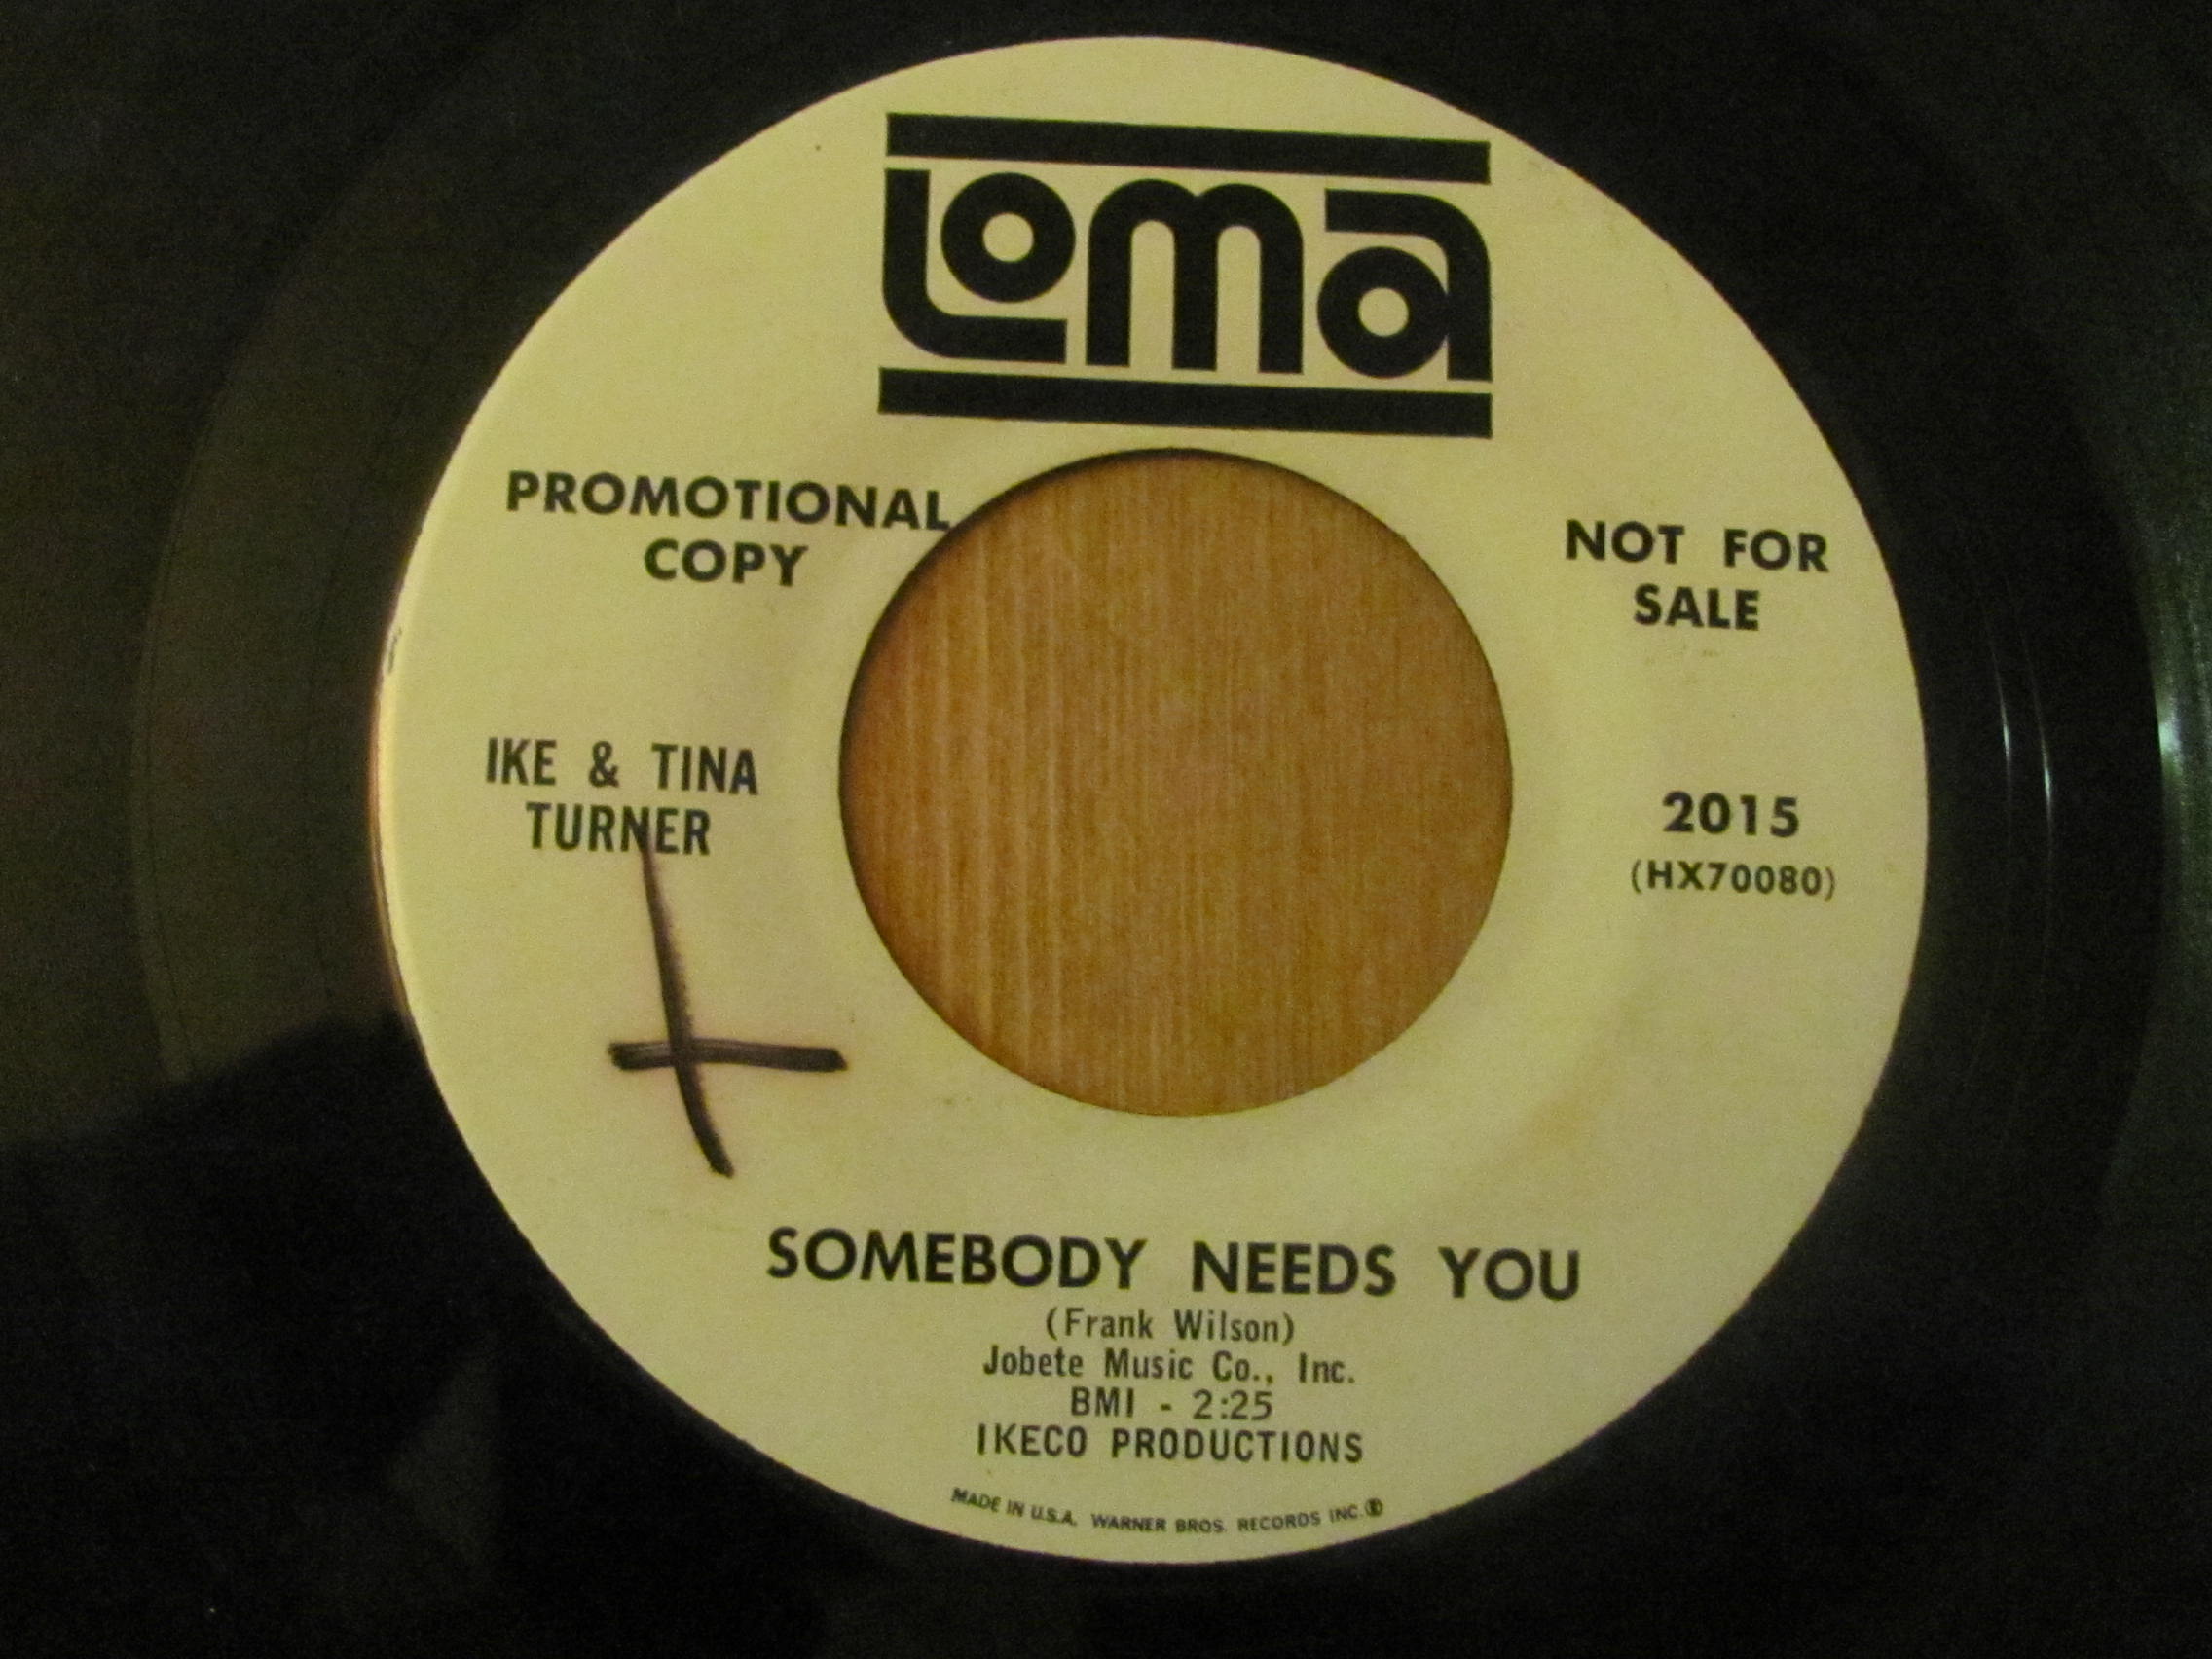 Loma
PROMOTIONAL
COPY
NOT FOR
SALE
IKE & TINA
TURNER
2015
(HX70080)
SOMEBODY NEEDS YOU
(Frank Wilson)
Jobete Music Co., Inc.
BMI - 2:25
IKECO PRODUCTIONS
MADE IN U.S.A. WARNER BROS. RECORDS INC.